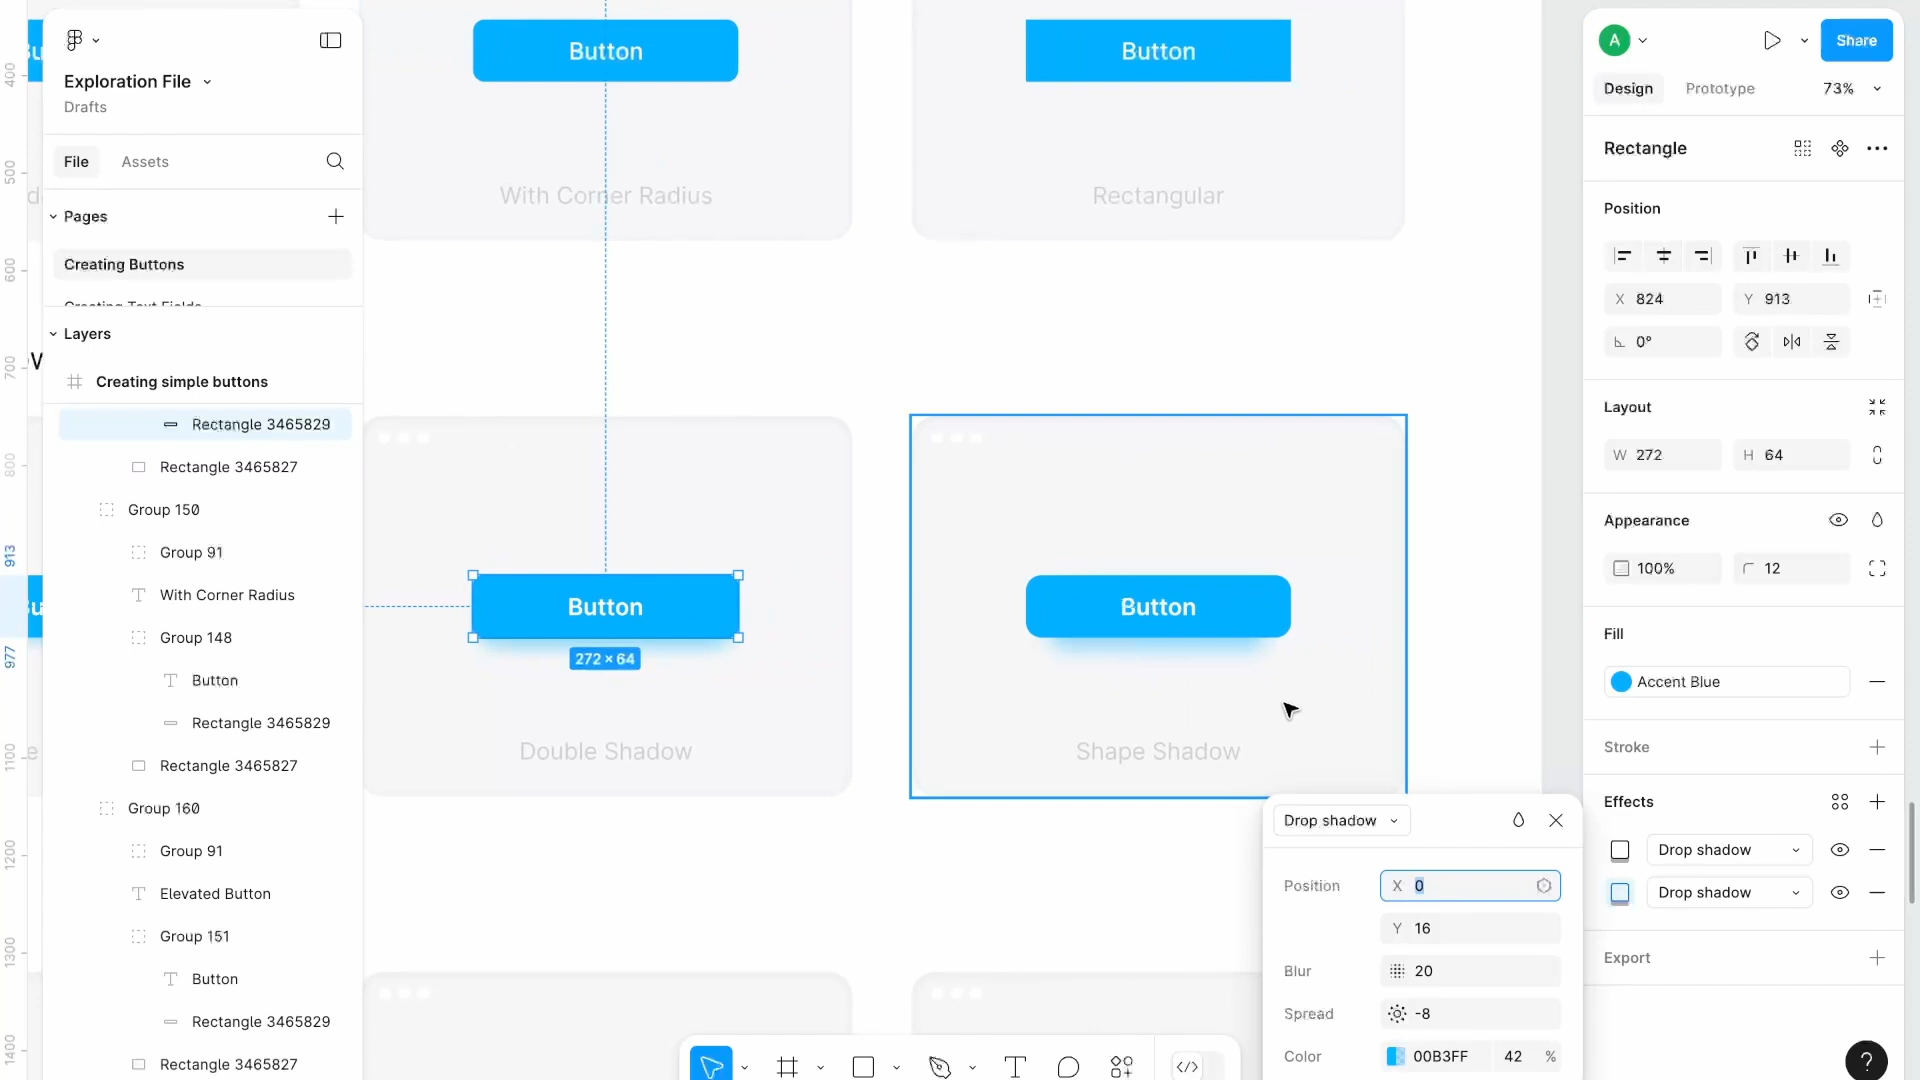 Exploration File
Drafts
File
Assets
Pages
Creating Buttons
Creating Text Fields
Layers
Creating simple buttons
Rectangle 3465829
Rectangle 3465827
Group 150
Group 91
With Corner Radius
Group 148
Button
Rectangle 3465829
Rectangle 3465827
Group 160
Group 91
Elevated Button
Group 151
Button
Rectangle 3465829
Rectangle 3465827
400
500
600
700
800
913
977
1100
1200
1300
1400
Button
With Corner Radius
Button
Rectangular
Button
272 × 64
Double Shadow
Button
Shape Shadow
Drop shadow
Position
X 0
Y 16
Blur
20
Spread
-8
Color
00B3FF
42 %
A
Share
Design
Prototype
73%
Rectangle
Position
X 824
Y 913
0°
Layout
W 272
H 64
Appearance
100%
12
Fill
Accent Blue
Stroke
Effects
Drop shadow
Drop shadow
Export
?